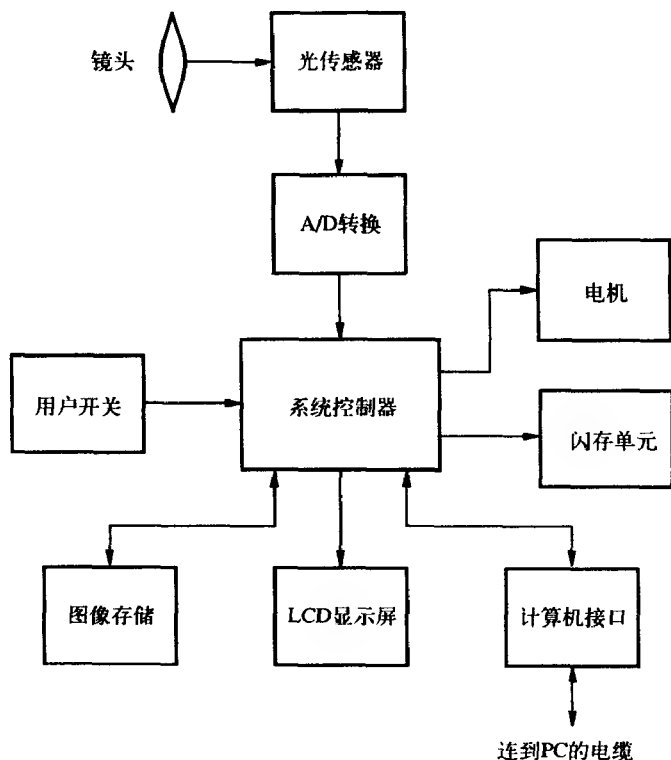 镜头
光传感器
A/D转换
电机
用户开关
系统控制器
闪存单元
图像存储
LCD显示屏
计算机接口
连到PC的电缆